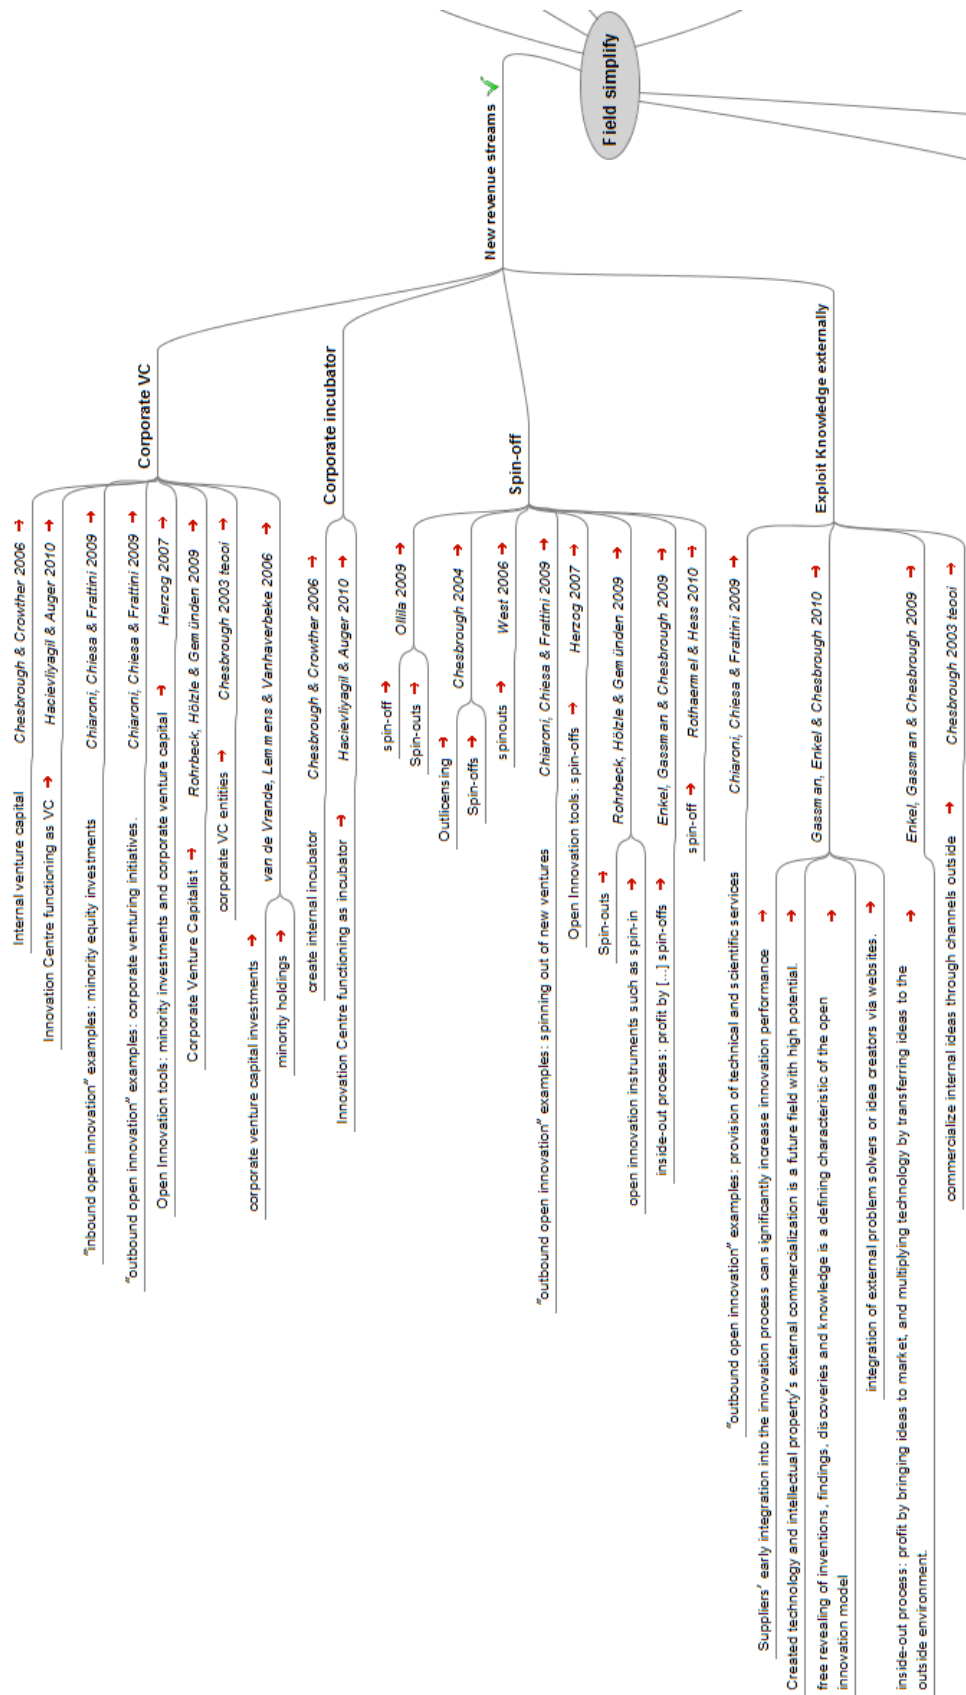 Field simplify
New revenue streams
Corporate VC
Chesbrough & Crowther 2006
Internal venture capital
Hacievliyagil & Auger 2010
Innovation Centre functioning as VC
Chiaroni, Chiesa & Frattini 2009
"inbound open innovation" examples: minority equity investments
Chiaroni, Chiesa & Frattini 2009
"outbound open innovation" examples: corporate venturing initiatives.
Herzog 2007
Open Innovation tools: minority investments and corporate venture capital
Rohrbeck, Hölzle & Gemünden 2009
Corporate Venture Capitalist
Chesbrough 2003 teooi
corporate VC entities
van de Vrande, Lemmens & Vanhaverbeke 2006
corporate venture capital investments
minority holdings
Corporate incubator
Chesbrough & Crowther 2006
create internal incubator
Hacievliyagil & Auger 2010
Innovation Centre functioning as incubator
Spin-off
Ollila 2009
spin-off
Spin-outs
Chesbrough 2004
Outlicensing
Spin-offs
West 2006
spinouts
Chiaroni, Chiesa & Frattini 2009
"outbound open innovation" examples: spinning out of new ventures
Herzog 2007
Open Innovation tools: spin-offs
Rohrbeck, Hölzle & Gemünden 2009
Spin-outs
open innovation instruments such as spin-in
Enkel, Gassman & Chesbrough 2009
inside-out process: profit by [...] spin-offs
Rothaermel & Hess 2010
spin-off
Exploit Knowledge externally
Chiaroni, Chiesa & Frattini 2009
"outbound open innovation" examples: provision of technical and scientific services
Gassman, Enkel & Chesbrough 2010
Suppliers' early integration into the innovation process can significantly increase innovation performance
Created technology and intellectual property's external commercialization is a future field with high potential.
free revealing of inventions, findings, discoveries and knowledge is a defining characteristic of the open
innovation model
integration of external problem solvers or idea creators via websites.
Enkel, Gassman & Chesbrough 2009
inside-out process: profit by bringing ideas to market, and multiplying technology by transferring ideas to the
outside environment.
Chesbrough 2003 teooi
commercialize internal ideas through channels outside